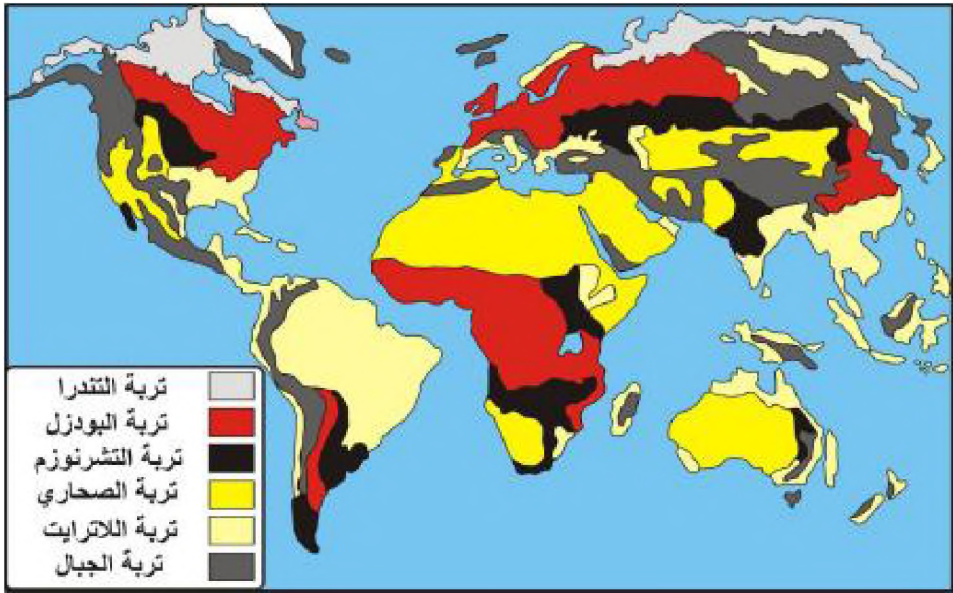 تربة التندرا
تربة البودزل
تربة التشرنوزم
تربة الصحاري
تربة اللاترايت
تربة الجبال